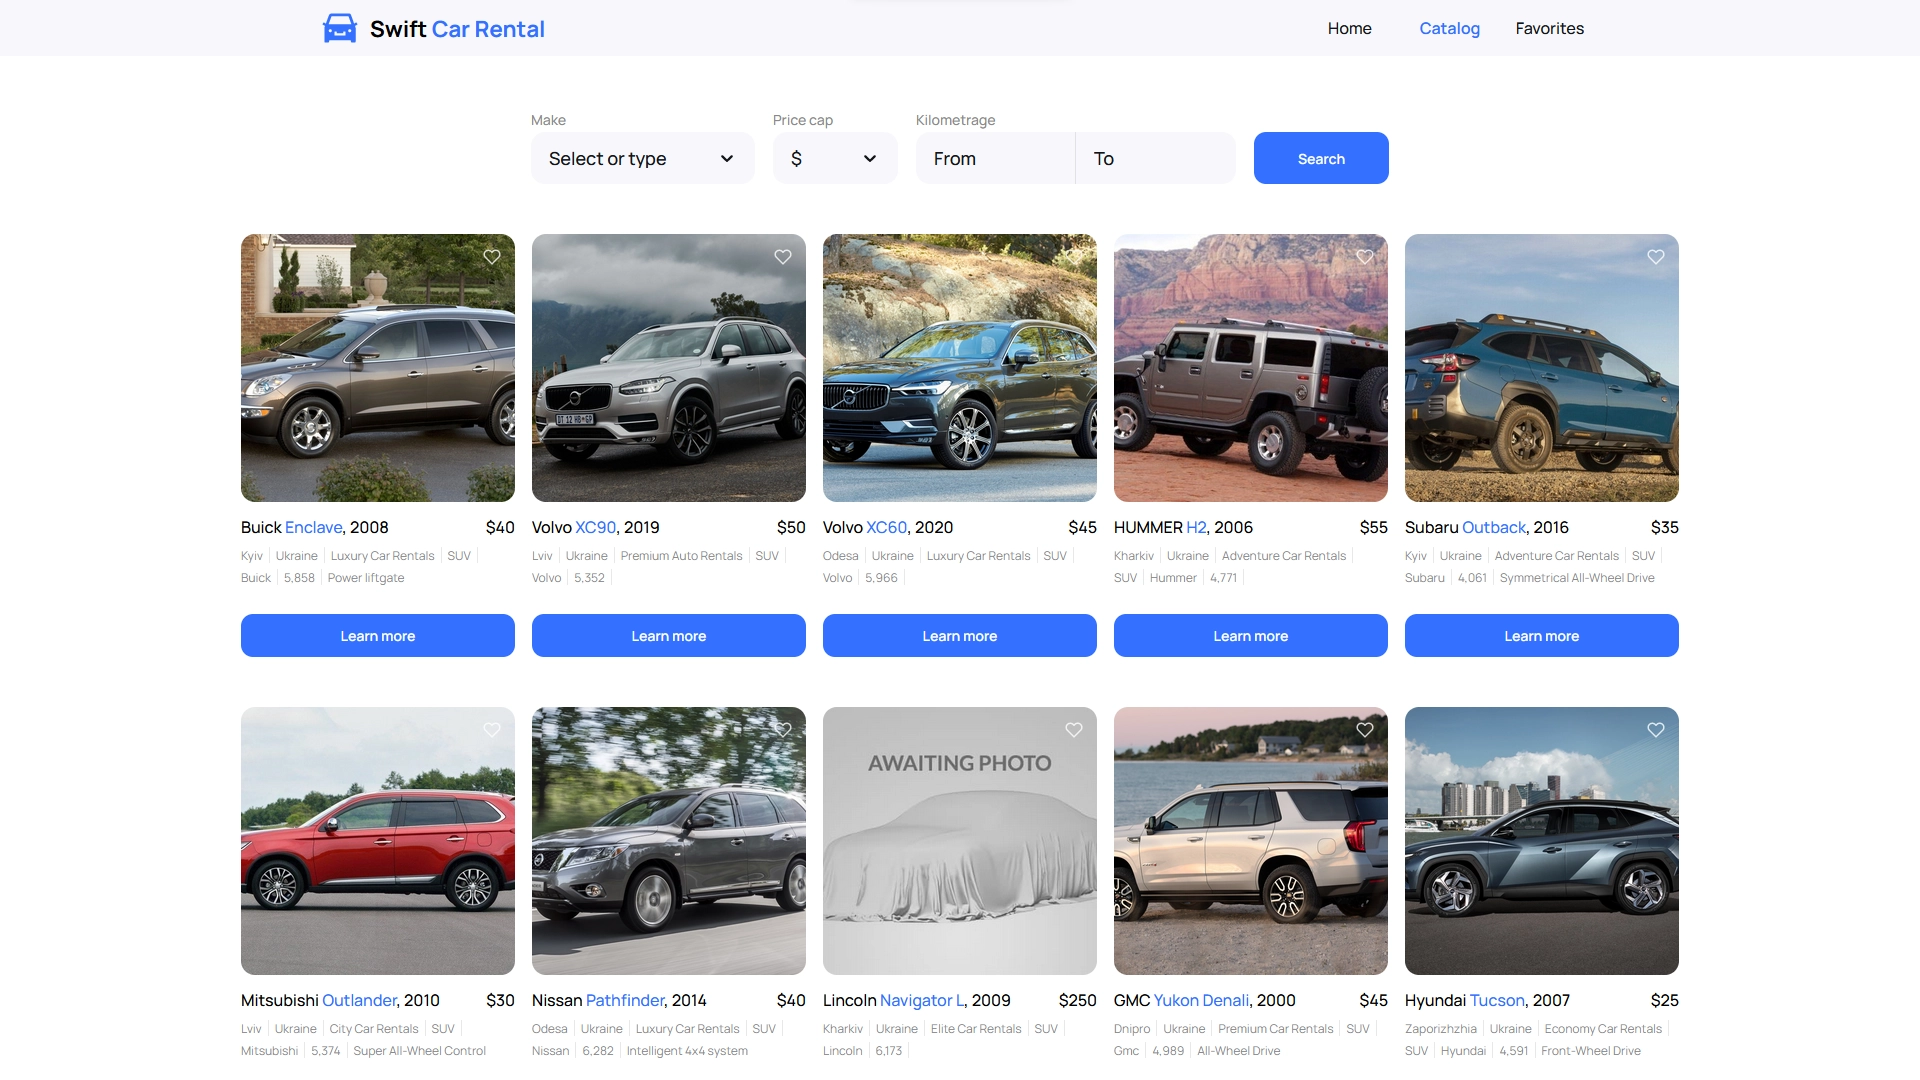 Swift Car Rental
Home Catalog Favorites
Make Price cap Kilometrage
Select or type $ From To Search
Buick Enclave, 2008 $40
Kyiv Ukraine Luxury Car Rentals SUV
Buick 5,858 Power liftgate
Learn more
Volvo XC90, 2019 $50
Lviv Ukraine Premium Auto Rentals SUV
Volvo 5,352
Learn more
Volvo XC60, 2020 $45
Odesa Ukraine Luxury Car Rentals SUV
Volvo 5,966
Learn more
HUMMER H2, 2006 $55
Kharkiv Ukraine Adventure Car Rentals
SUV Hummer 4,771
Learn more
Subaru Outback, 2016 $35
Kyiv Ukraine Adventure Car Rentals SUV
Subaru 4,061 Symmetrical All-Wheel Drive
Learn more
Mitsubishi Outlander, 2010 $30
Lviv Ukraine City Car Rentals SUV
Mitsubishi 5,374 Super All-Wheel Control
Nissan Pathfinder, 2014 $40
Odesa Ukraine Luxury Car Rentals SUV
Nissan 6,282 Intelligent 4x4 system
AWAITING PHOTO
Lincoln Navigator L, 2009 $250
Kharkiv Ukraine Elite Car Rentals SUV
Lincoln 6,173
GMC Yukon Denali, 2000 $45
Dnipro Ukraine Premium Car Rentals SUV
Gmc 4,989 All-Wheel Drive
Hyundai Tucson, 2007 $25
Zaporizhzhia Ukraine Economy Car Rentals
SUV Hyundai 4,591 Front-Wheel Drive